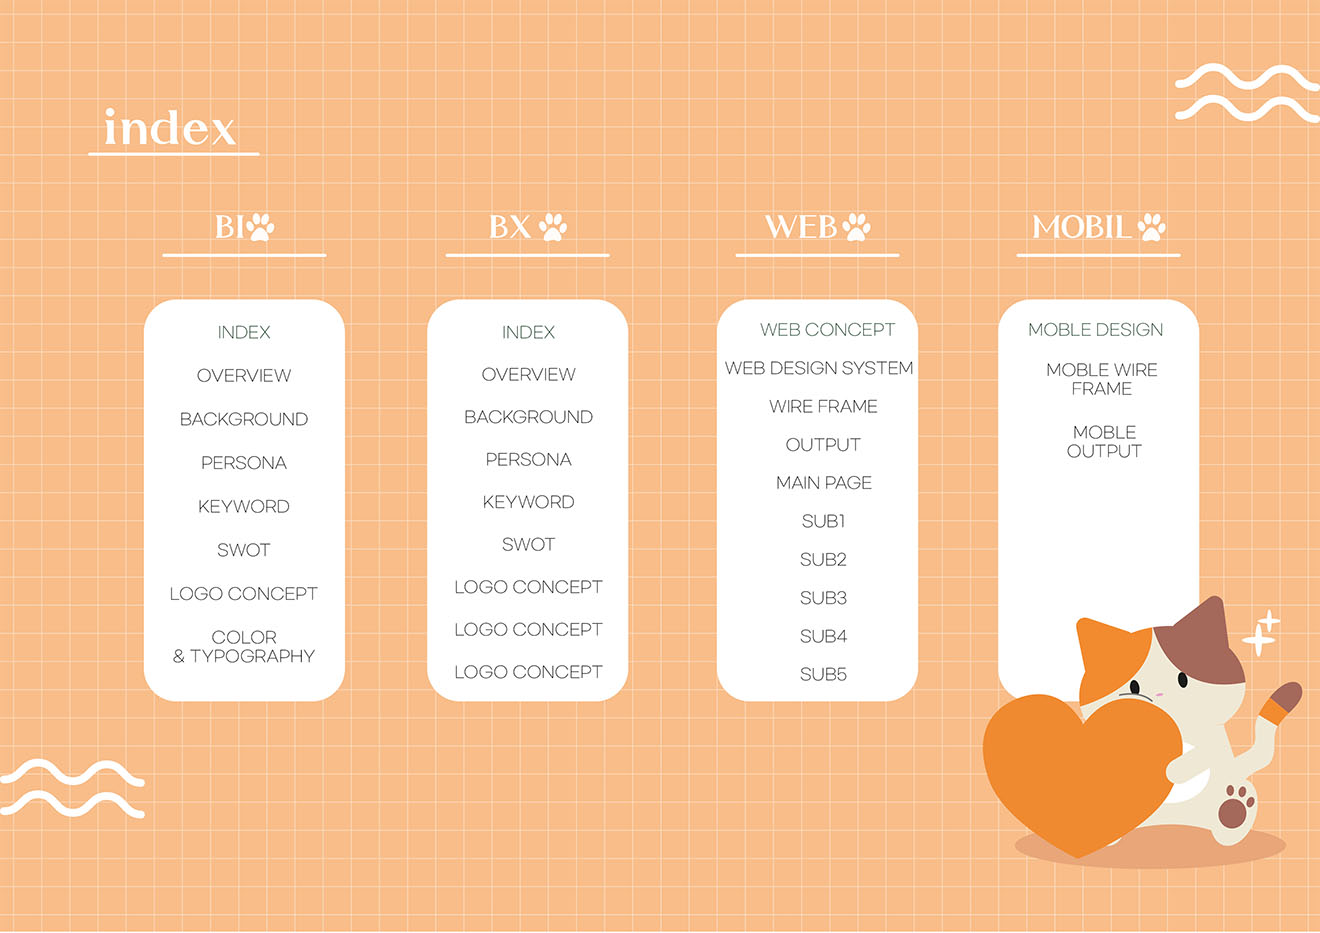 index
BI
INDEX
OVERVIEW
BACKGROUND
PERSONA
KEYWORD
SWOT
LOGO CONCEPT
COLOR
& TYPOGRAPHY
BX
INDEX
OVERVIEW
BACKGROUND
PERSONA
KEYWORD
SWOT
LOGO CONCEPT
LOGO CONCEPT
LOGO CONCEPT
WEB
WEB CONCEPT
WEB DESIGN SYSTEM
WIRE FRAME
OUTPUT
MAIN PAGE
SUB1
SUB2
SUB3
SUB4
SUB5
MOBIL
MOBLE DESIGN
MOBLE WIRE
FRAME
MOBLE
OUTPUT